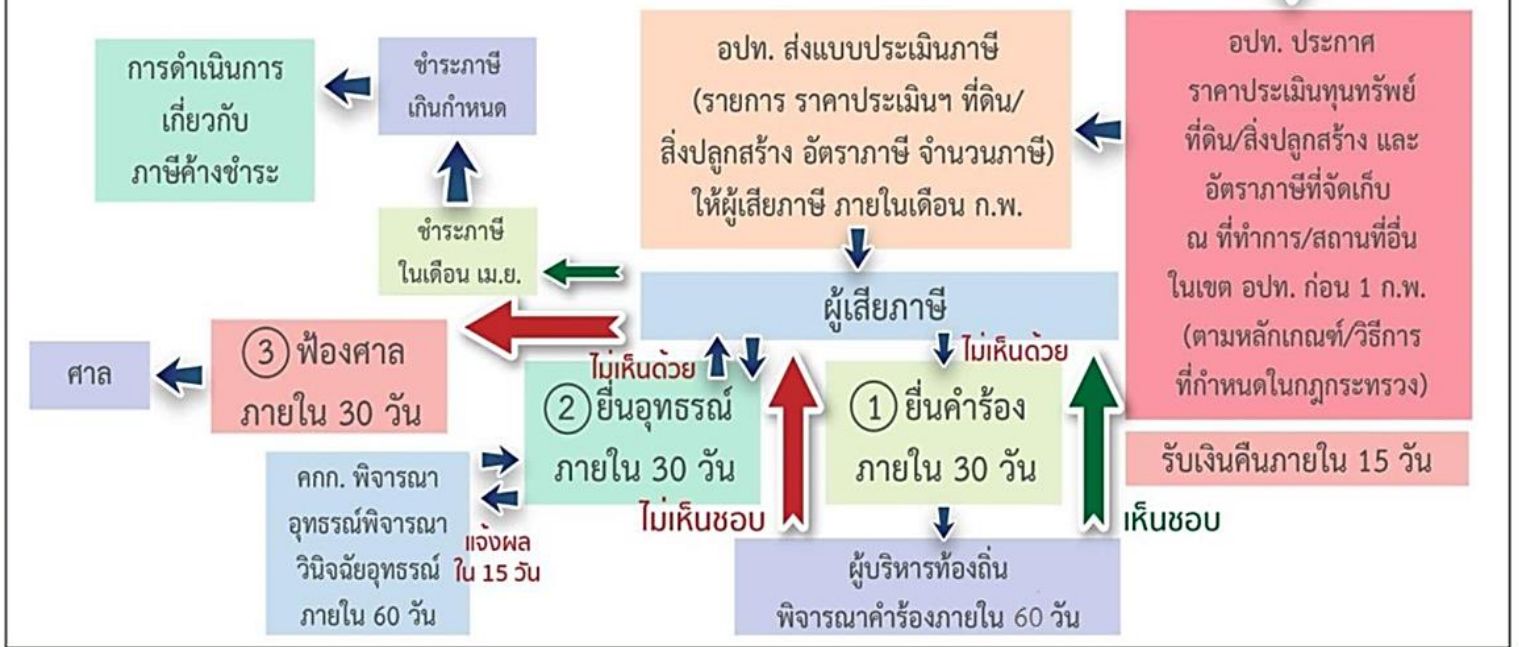 อปท. ประกาศ
ราคาประเมินทุนทรัพย์
ที่ดิน/สิ่งปลูกสร้าง และ
อัตราภาษีที่จัดเก็บ
ณ ที่ทำการ/สถานที่อื่น
ในเขต อปท. ก่อน 1 ก.พ.
(ตามหลักเกณฑ์/วิธีการ
ที่กำหนดในกฎกระทรวง)
อปท. ส่งแบบประเมินภาษี
(รายการ ราคาประเมินฯ ที่ดิน/
สิ่งปลูกสร้าง อัตราภาษี จำนวนภาษี)
ให้ผู้เสียภาษี ภายในเดือน ก.พ.
ผู้เสียภาษี
ชำระภาษี
ในเดือน เม.ย.
ชำระภาษี
เกินกำหนด
การดำเนินการ
เกี่ยวกับ
ภาษีค้างชำระ
ไม่เห็นด้วย
1 ยื่นคำร้อง
ภายใน 30 วัน
ผู้บริหารท้องถิ่น
พิจารณาคำร้องภายใน 60 วัน
เห็นชอบ
รับเงินคืนภายใน 15 วัน
ไม่เห็นชอบ
2 ยื่นอุทธรณ์
ภายใน 30 วัน
คกก. พิจารณา
อุทธรณ์พิจารณา
วินิจฉัยอุทธรณ์
ภายใน 60 วัน
แจ้งผล
ใน 15 วัน
ไม่เห็นด้วย
3 ฟ้องศาล
ภายใน 30 วัน
ศาล